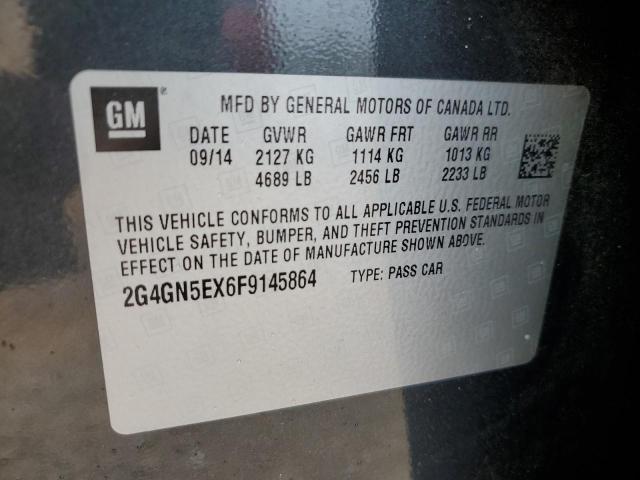 GM
MFD BY GENERAL MOTORS OF CANADA LTD.
DATE GVWR GAWR FRT GAWR RR
09/14 2127 KG 1114 KG 1013 KG
4689 LB 2456 LB 2233 LB
THIS VEHICLE CONFORMS TO ALL APPLICABLE U.S. FEDERAL MOTOR
VEHICLE SAFETY, BUMPER, AND THEFT PREVENTION STANDARDS IN
EFFECT ON THE DATE OF MANUFACTURE SHOWN ABOVE.
2G4GN5EX6F9145864 TYPE: PASS CAR